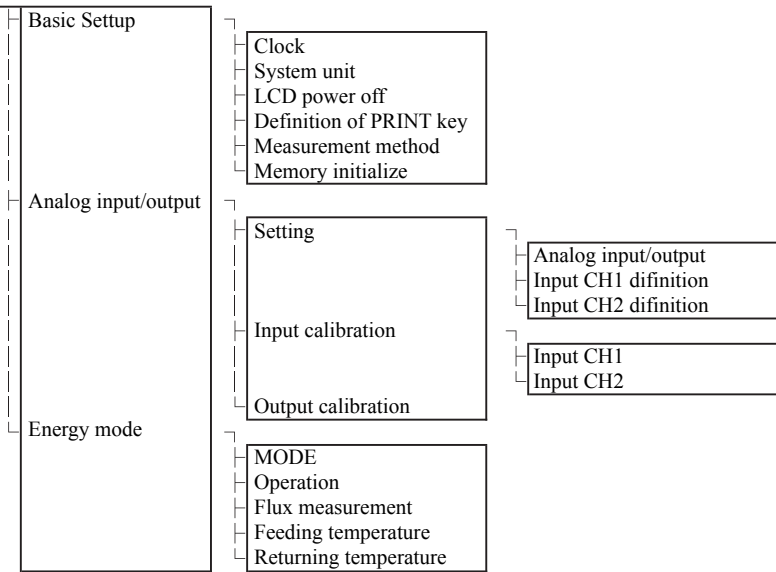 Basic Settup
Clock
System unit
LCD power off
Definition of PRINT key
Measurement method
Memory initialize
Analog input/output
Setting
Analog input/output
Input CH1 difinition
Input CH2 difinition
Input calibration
Input CH1
Input CH2
Output calibration
Energy mode
MODE
Operation
Flux measurement
Feeding temperature
Returning temperature